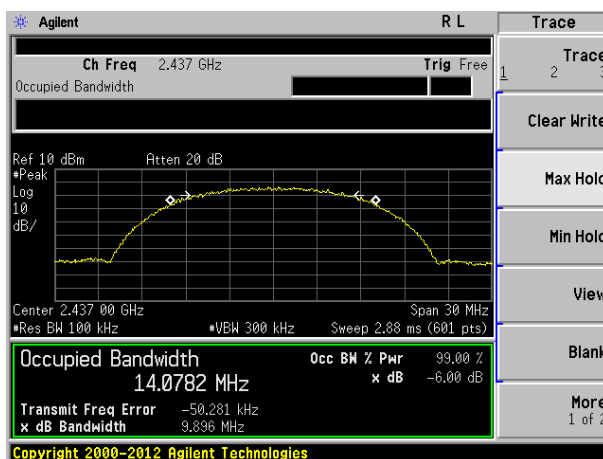 Agilent R L Trace
Ch Freq 2.437 GHz Trig Free
Occupied Bandwidth
Trace
1 2 3
Clear Write
Max Hold
Min Hold
View
Blank
More
1 of 2
Ref 10 dBm Atten 20 dB
#Peak
Log
10
dB/
Center 2.437 00 GHz Span 30 MHz
#Res BW 100 kHz #VBW 300 kHz Sweep 2.88 ms (601 pts)
Occupied Bandwidth Occ BW % Pwr 99.00 %
14.0782 MHz x dB -6.00 dB
Transmit Freq Error -50.281 kHz
x dB Bandwidth 9.896 MHz
Copyright 2000-2012 Agilent Technologies